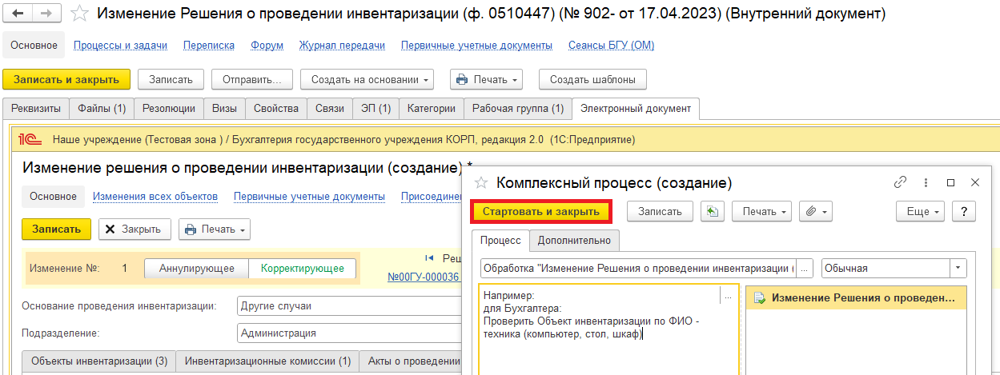 Изменение Решения о проведении инвентаризации (ф. 0510447) (№ 902- от 17.04.2023) (Внутренний документ)
Основное Процессы и задачи Переписка Форум Журнал передачи Первичные учетные документы Сеансы БГУ (ОМ)
Записать и закрыть Записать Отправить... Создать на основании Печать Создать шаблоны
Реквизиты Файлы (1) Резолюции Визы Свойства Связи ЭП (1) Категории Рабочая группа (1) Электронный документ
1С Наше учреждение (Тестовая зона ) / Бухгалтерия государственного учреждения КОРП, редакция 2.0 (1С:Предприятие)
Изменение решения о проведении инвентаризации (создание) *
Основное Изменения всех объектов Первичные учетные документы Присоединен
Записать Закрыть Печать
Изменение №: 1 Аннулирующее Корректирующее Реш
№00ГУ-000036
Основание проведения инвентаризации: Другие случаи
Подразделение: Администрация
Объекты инвентаризации (3) Инвентаризационные комиссии (1) Акты о проведении
Комплексный процесс (создание)
Стартовать и закрыть Записать Печать Еще ?
Процесс Дополнительно
Обработка "Изменение Решения о проведении инвентаризации ( ... Обычная
Например: ...
для Бухгалтера:
Проверить Объект инвентаризации по ФИО -
техника (компьютер, стол, шкаф)
Изменение Решения о проведен...